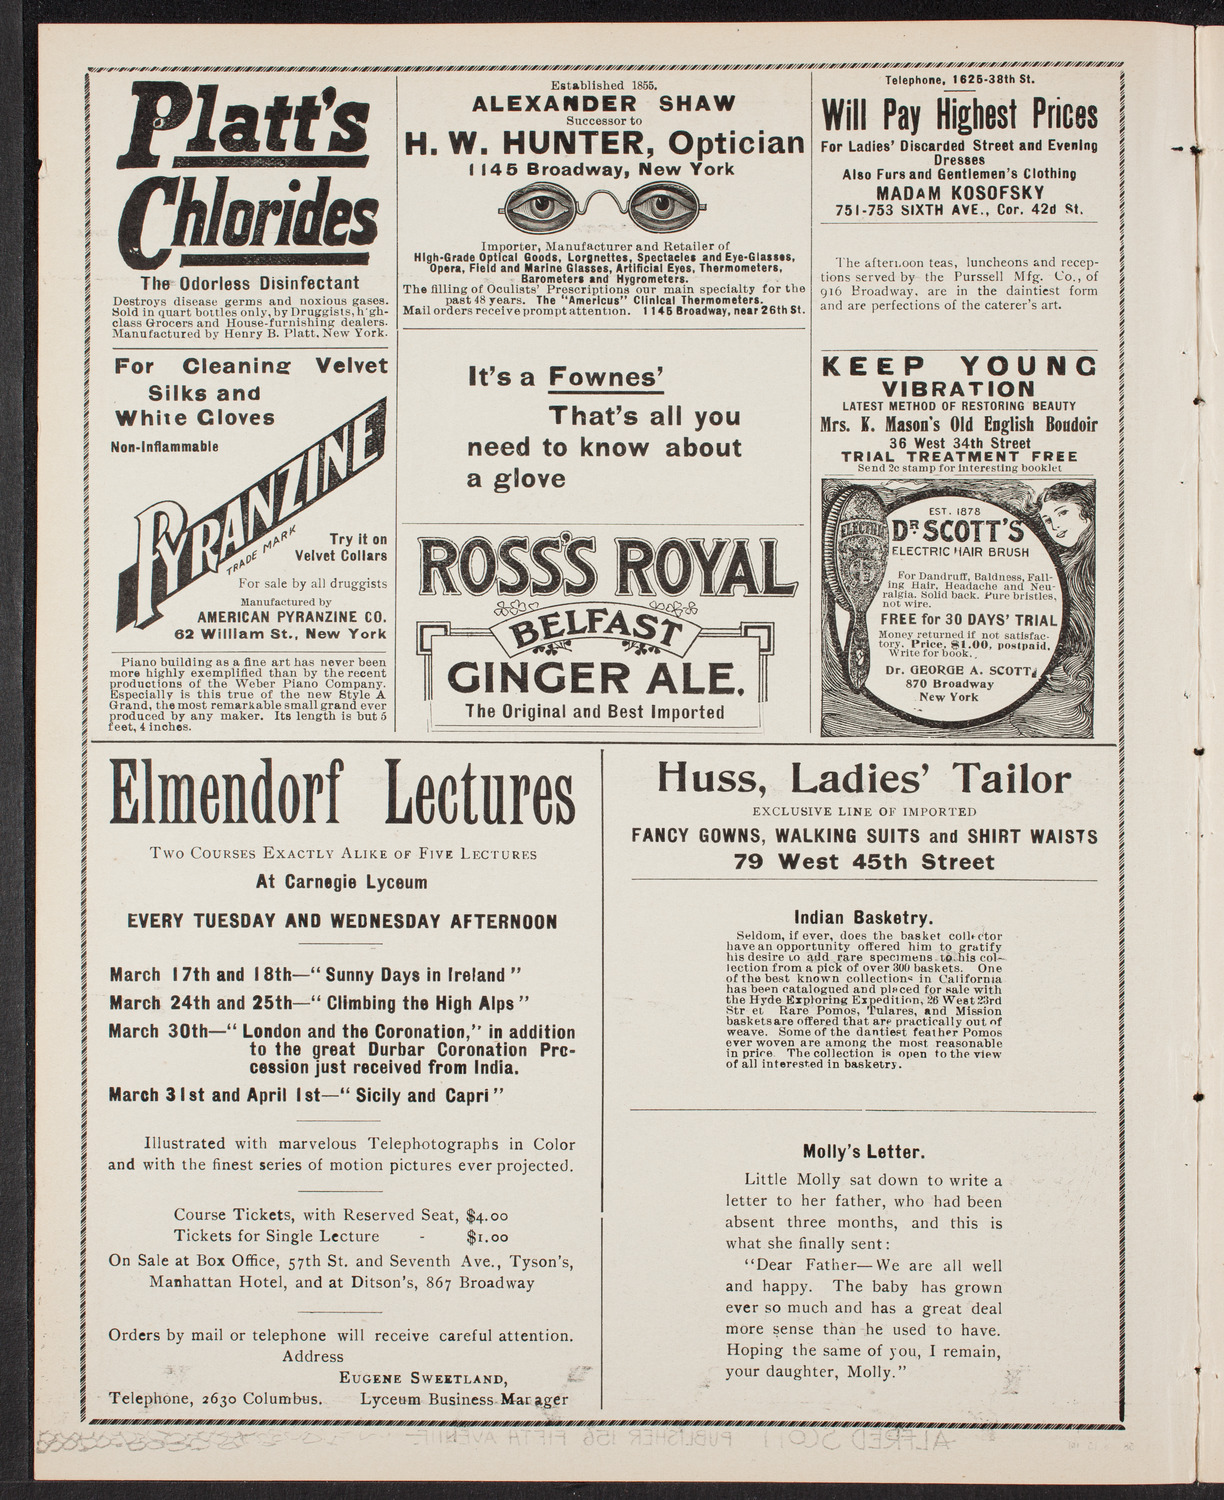 Platt's
Chlorides
The Odorless Disinfectant
Destroys disease germs and noxious gases.
Sold in quart bottles only, by Druggists, high-
class Grocers and House-furnishing dealers.
Manufactured by Henry B. Platt, New York.
For Cleaning Velvet
Silks and
White Gloves
Non-Inflammable
PYRANZINE
TRADE MARK
Try it on
Velvet Collars
For sale by all druggists
Manufactured by
AMERICAN PYRANZINE CO.
62 William St., New York
Piano building as a fine art has never been
more highly exemplified than by the recent
productions of the Weber Piano Company.
Especially is this true of the new Style A
Grand, the most remarkable small grand ever
produced by any maker. Its length is but 5
feet, 4 inches.
Established 1855.
ALEXANDER SHAW
Successor to
H. W. HUNTER, Optician
1145 Broadway, New York
Importer, Manufacturer and Retailer of
High-Grade Optical Goods, Lorgnettes, Spectacles and Eye-Glasses,
Opera, Field and Marine Glasses, Artificial Eyes, Thermometers,
Barometers and Hygrometers.
The filling of Oculists' Prescriptions our main specialty for the
past 48 years. The "Americus" Clinical Thermometers.
Mail orders receive prompt attention. 1145 Broadway, near 26th St.
It's a Fownes'
That's all you
need to know about
a glove
ROSS'S ROYAL
BELFAST
GINGER ALE.
The Original and Best Imported
Telephone, 1625-38th St.
Will Pay Highest Prices
For Ladies' Discarded Street and Evening
Dresses
Also Furs and Gentlemen's Clothing
MADAM KOSOFSKY
751-753 SIXTH AVE., Cor. 42d St.
The afternoon teas, luncheons and recep-
tions served by the Purssell Mfg. Co., of
916 Broadway, are in the daintiest form
and are perfections of the caterer's art.
KEEP YOUNG
VIBRATION
LATEST METHOD OF RESTORING BEAUTY
Mrs. K. Mason's Old English Boudoir
36 West 34th Street
TRIAL TREATMENT FREE
Send 2c stamp for interesting booklet
ELECTRIC
EST. 1878
DR SCOTT'S
ELECTRIC HAIR BRUSH
For Dandruff, Baldness, Fall-
ing Hair, Headache and Neu-
ralgia. Solid back. Pure bristles,
not wire.
FREE for 30 DAYS' TRIAL
Money returned if not satisfac-
tory. Price, $1.00, postpaid.
Write for book.
Dr. GEORGE A. SCOTT,
870 Broadway
New York
Elmendorf Lectures
TWO COURSES EXACTLY ALIKE OF FIVE LECTURES
At Carnegie Lyceum
EVERY TUESDAY AND WEDNESDAY AFTERNOON
March 17th and 18th—"Sunny Days in Ireland"
March 24th and 25th—"Climbing the High Alps"
March 30th—"London and the Coronation," in addition
to the great Durbar Coronation Pro-
cession just received from India.
March 31st and April 1st—"Sicily and Capri"
Illustrated with marvelous Telephotographs in Color
and with the finest series of motion pictures ever projected.
Course Tickets, with Reserved Seat, $4.00
Tickets for Single Lecture - $1.00
On Sale at Box Office, 57th St. and Seventh Ave., Tyson's,
Manhattan Hotel, and at Ditson's, 867 Broadway
Orders by mail or telephone will receive careful attention.
Address
EUGENE SWEETLAND,
Telephone, 2630 Columbus. Lyceum Business Manager
Huss, Ladies' Tailor
EXCLUSIVE LINE OF IMPORTED
FANCY GOWNS, WALKING SUITS and SHIRT WAISTS
79 West 45th Street
Indian Basketry.
Seldom, if ever, does the basket collector
have an opportunity offered him to gratify
his desire to add rare specimens to his col-
lection from a pick of over 300 baskets. One
of the best known collections in California
has been catalogued and placed for sale with
the Hyde Exploring Expedition, 26 West 23rd
Street. Rare Pomos, Tulares, and Mission
baskets are offered that are practically out of
weave. Some of the dantiest feather Pomos
ever woven are among the most reasonable
in price. The collection is open to the view
of all interested in basketry.
Molly's Letter.
Little Molly sat down to write a
letter to her father, who had been
absent three months, and this is
what she finally sent:
"Dear Father—We are all well
and happy. The baby has grown
ever so much and has a great deal
more sense than he used to have.
Hoping the same of you, I remain,
your daughter, Molly."
ALFRED SCOTT PUBLISHER 156 FIFTH AVENUE